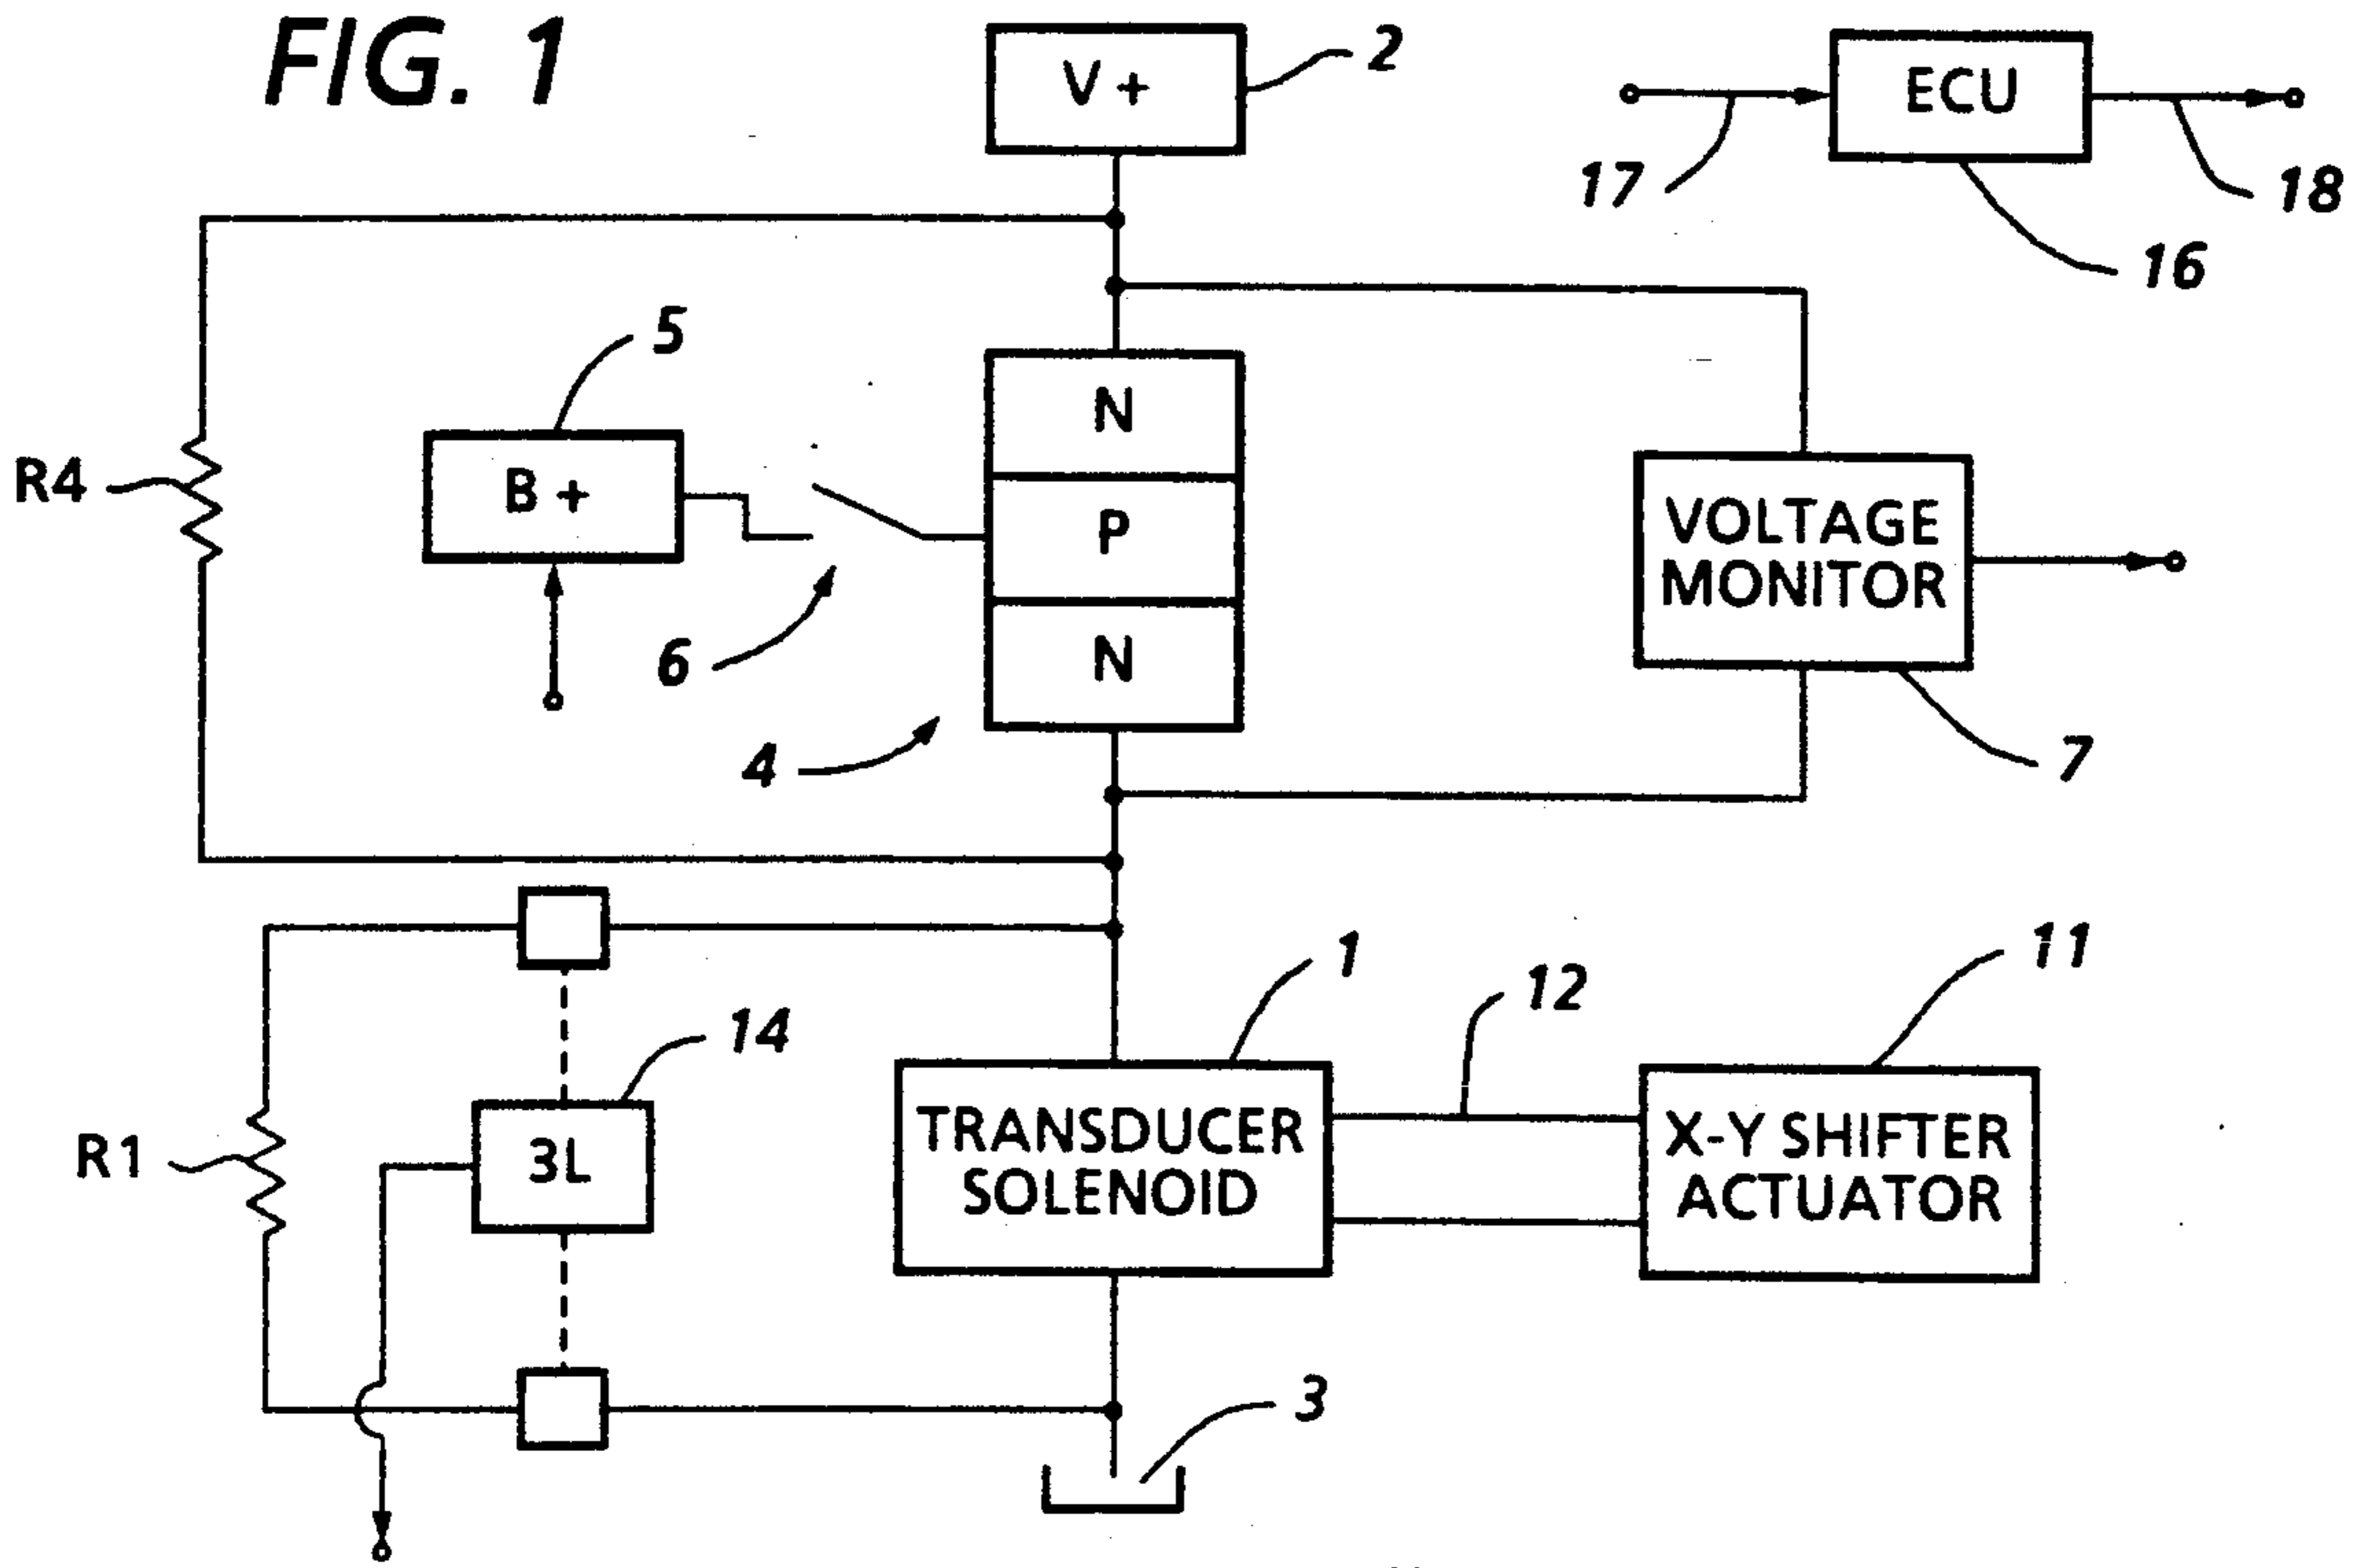 FIG. 1
V +
2
ECU
17
18
16
5
N
R4
B +
P
VOLTAGE
MONITOR
6
N
4
7
1
12
11
14
R1
3L
TRANSDUCER
SOLENOID
X-Y SHIFTER
ACTUATOR
3